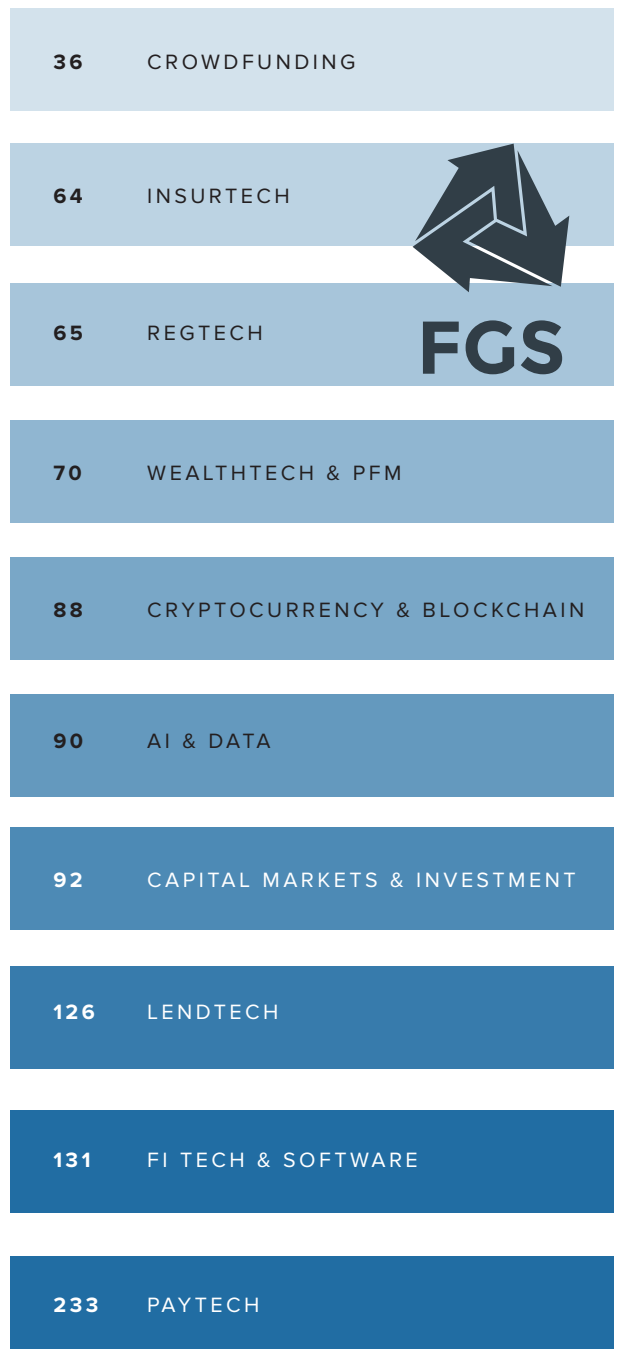 36 CROWDFUNDING
64 INSURTECH
65 REGTECH
FGS
70 WEALTHTECH & PFM
88 CRYPTOCURRENCY & BLOCKCHAIN
90 AI & DATA
92 CAPITAL MARKETS & INVESTMENT
126 LENDTECH
131 FI TECH & SOFTWARE
233 PAYTECH